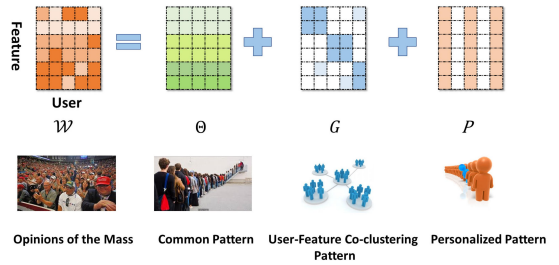 Feature
User
𝒲
Θ
G
P
Opinions of the Mass
Common Pattern
User-Feature Co-clustering
Pattern
Personalized Pattern